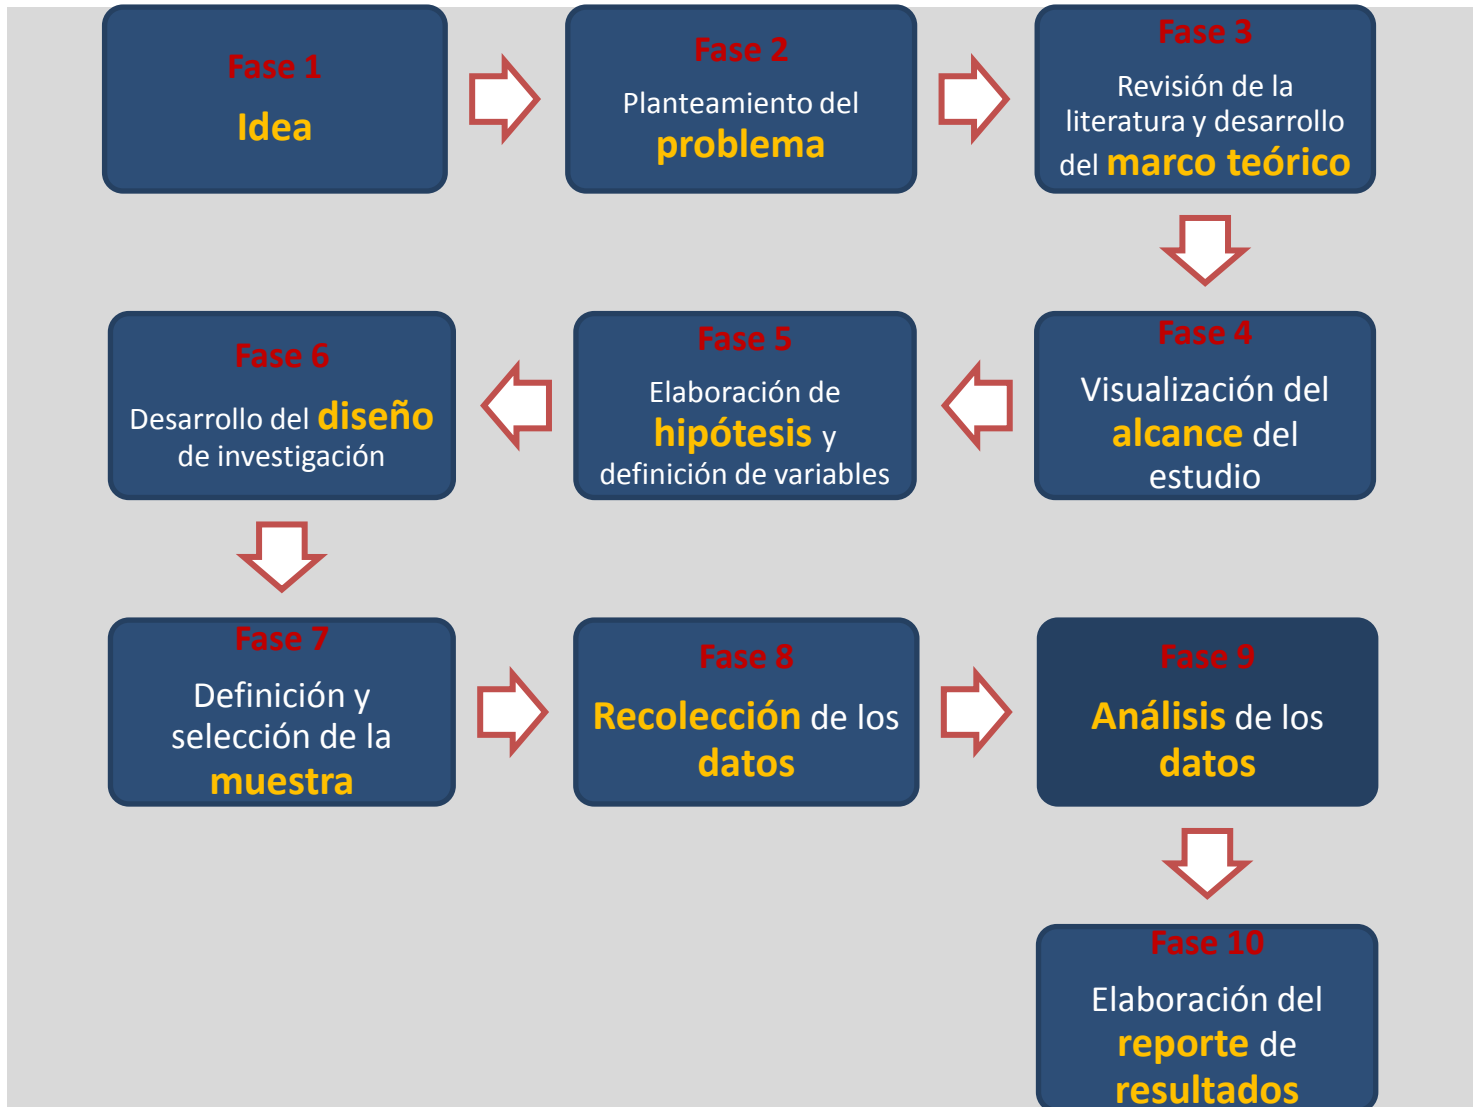 Fase 1
Idea
Fase 2
Planteamiento del
problema
Fase 3
Revisión de la
literatura y desarrollo
del marco teórico
Fase 4
Visualización del
alcance del
estudio
Fase 5
Elaboración de
hipótesis y
definición de variables
Fase 6
Desarrollo del diseño
de investigación
Fase 7
Definición y
selección de la
muestra
Fase 8
Recolección de los
datos
Fase 9
Análisis de los
datos
Fase 10
Elaboración del
reporte de
resultados